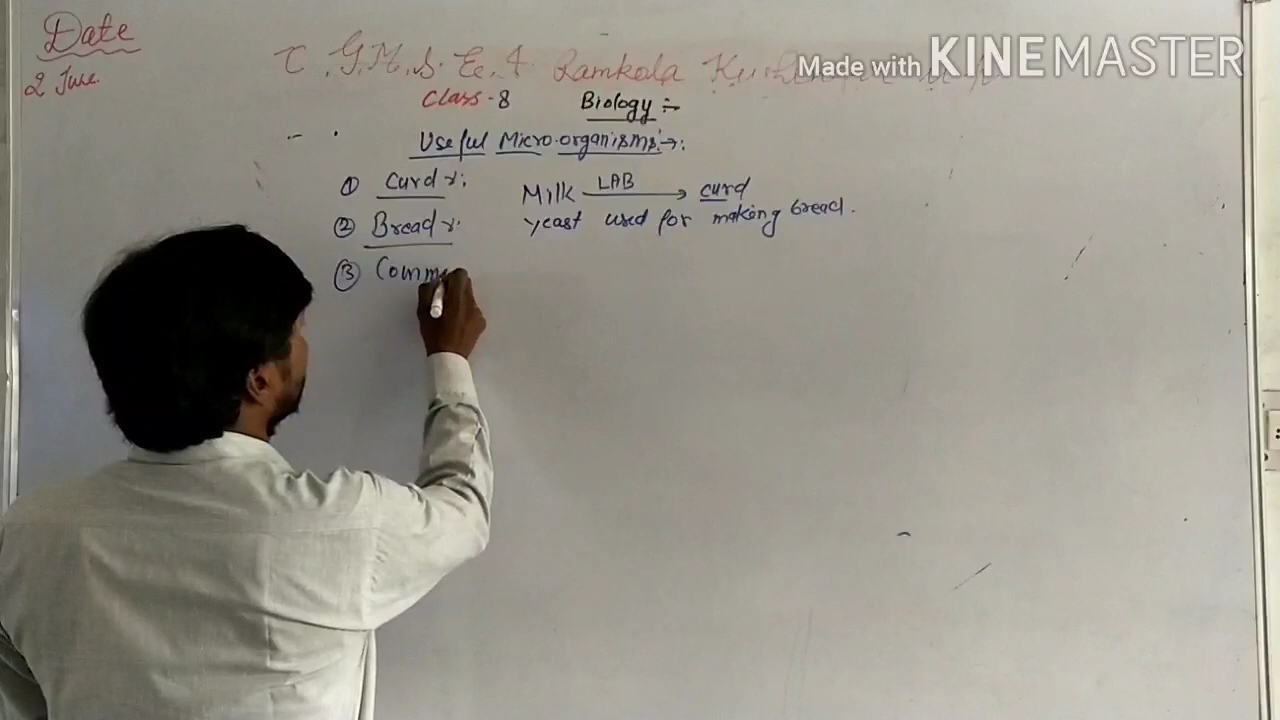 Date
2 June.
Made with KINEMASTER
T.G.M.S. Ramkola
Class-8 Biology :-
Useful Micro-organisms :→ :
① Curd :
Milk LAB → curd
② Bread :
yeast used for making bread.
③ Comm